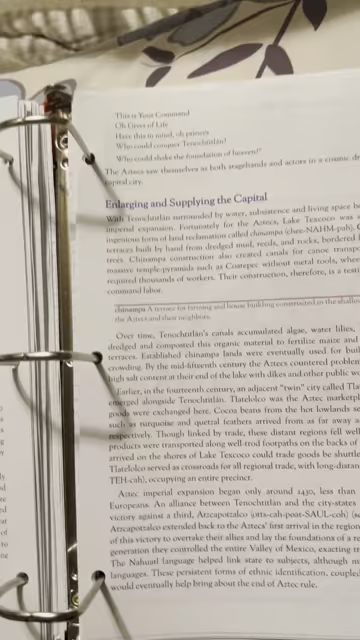 This is Your Command
Oh Giver of Life
Have this in mind, oh princes
Who could conquer Tenochtitlan?
Who could shake the foundation of heaven?"
The Aztecs saw themselves as both stagehands and actors in a cosmic dr
capital city.
Enlarging and Supplying the Capital
With Tenochtitlan surrounded by water, subsistence and living space be
imperial expansion. Fortunately for the Aztecs, Lake Texcoco was s
ingenious form of land reclamation called chinampa (chee-NAHM-pah). C
terraces built by hand from dredged mud, reeds, and rocks, bordered b
trees. Chinampa construction also created canals for canoe transpo
massive temple-pyramids such as Coatepec without metal tools, whee
required thousands of workers. Their construction, therefore, is a testi
command labor.
chinampa A terrace for farming and house building constructed in the shallow
the Aztecs and their neighbors.
Over time, Tenochtitlan's canals accumulated algae, water lilies,
dredged and composted this organic material to fertilize maize and
terraces. Established chinampa lands were eventually used for buil
crowding. By the mid-fifteenth century the Aztecs countered problem
high salt content at their end of the lake with dikes and other public wo
Earlier, in the fourteenth century, an adjacent "twin" city called Tla
emerged alongside Tenochtitlan. Tlatelolco was the Aztec marketpl
goods were exchanged here. Cocoa beans from the hot lowlands
such as turquoise and quetzal feathers arrived from as far away a
respectively. Though linked by trade, these distant regions fell well
products were transported along well-trod footpaths on the backs of
arrived on the shores of Lake Texcoco could trade goods be shuttle
Tlatelolco served as crossroads for all regional trade, with long-distan
TEH-cah), occupying an entire precinct.
Aztec imperial expansion began only around 1430, less than
Europeans. An alliance between Tenochtitlan and the city-states
victory against a third, Atzcapotzalco (otts-cah-poat-SAUL-coh)
Atzcapotzalco extended back to the Aztecs' first arrival in the region
of this victory to overtake their allies and lay the foundations of a re
generation they controlled the entire Valley of Mexico, exacting tr
The Nahuatl language helped link state to subjects, although m
languages. These persistent forms of ethnic identification, couple
would eventually help bring about the end of Aztec rule.